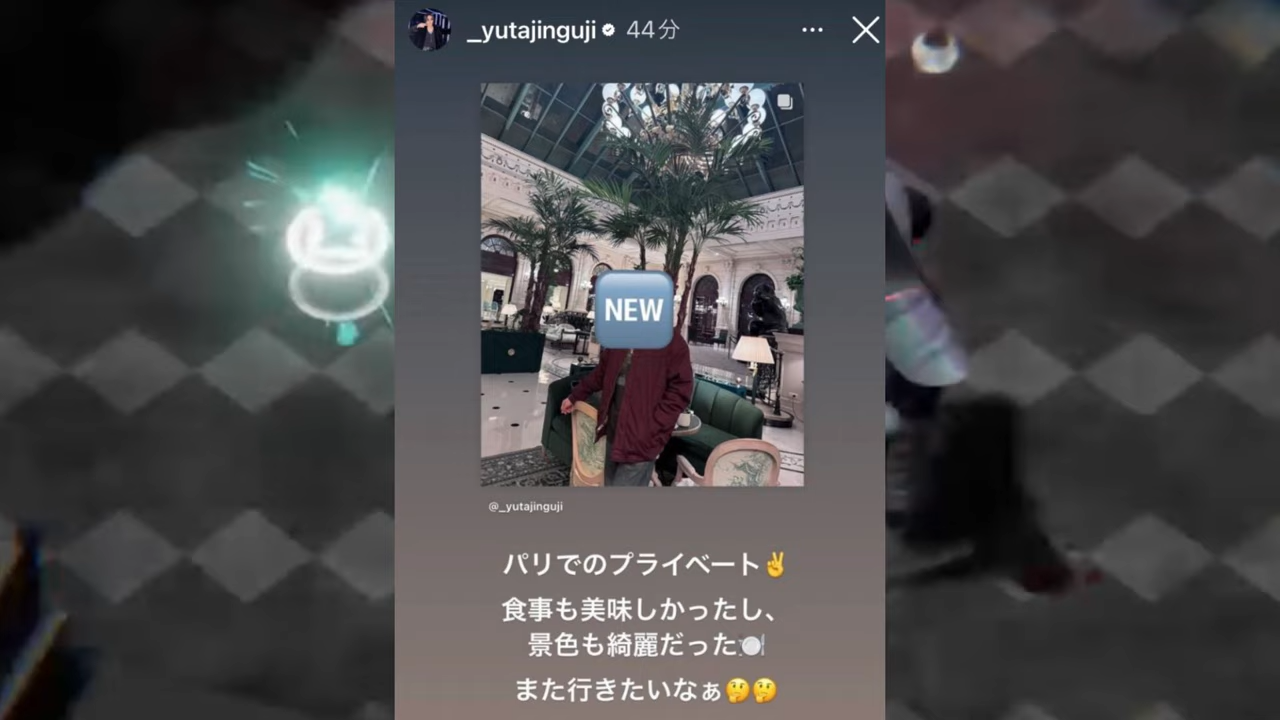 _yutajinguji 44分
NEW
@_yutajinguji
パリでのプライベート✌️
食事も美味しかったし、
景色も綺麗だった🍽️
また行きたいなぁ🤔🤔